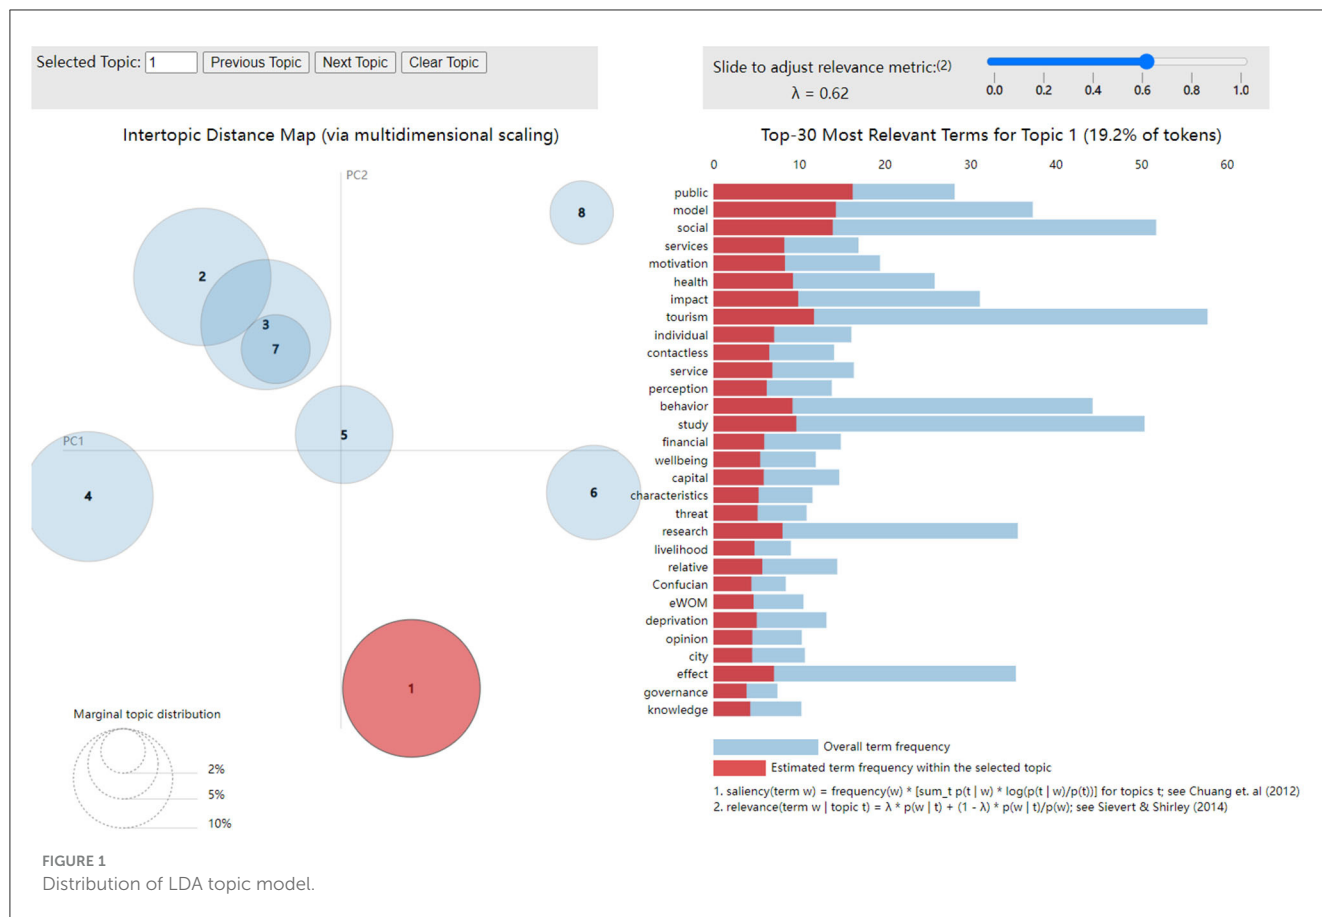 Selected Topic: 1 Previous Topic Next Topic Clear Topic
Slide to adjust relevance metric:(2)
λ = 0.62
0.0 0.2 0.4 0.6 0.8 1.0
Intertopic Distance Map (via multidimensional scaling)
PC2
PC1
8
2
3
7
5
4
6
1
Marginal topic distribution
2%
5%
10%
Top-30 Most Relevant Terms for Topic 1 (19.2% of tokens)
0 10 20 30 40 50 60
public
model
social
services
motivation
health
impact
tourism
individual
contactless
service
perception
behavior
study
financial
wellbeing
capital
characteristics
threat
research
livelihood
relative
Confucian
eWOM
deprivation
opinion
city
effect
governance
knowledge
Overall term frequency
Estimated term frequency within the selected topic
1. saliency(term w) = frequency(w) * [sum_t p(t | w) * log(p(t | w)/p(t))] for topics t; see Chuang et. al (2012)
2. relevance(term w | topic t) = λ * p(w | t) + (1 - λ) * p(w | t)/p(w); see Sievert & Shirley (2014)
FIGURE 1
Distribution of LDA topic model.